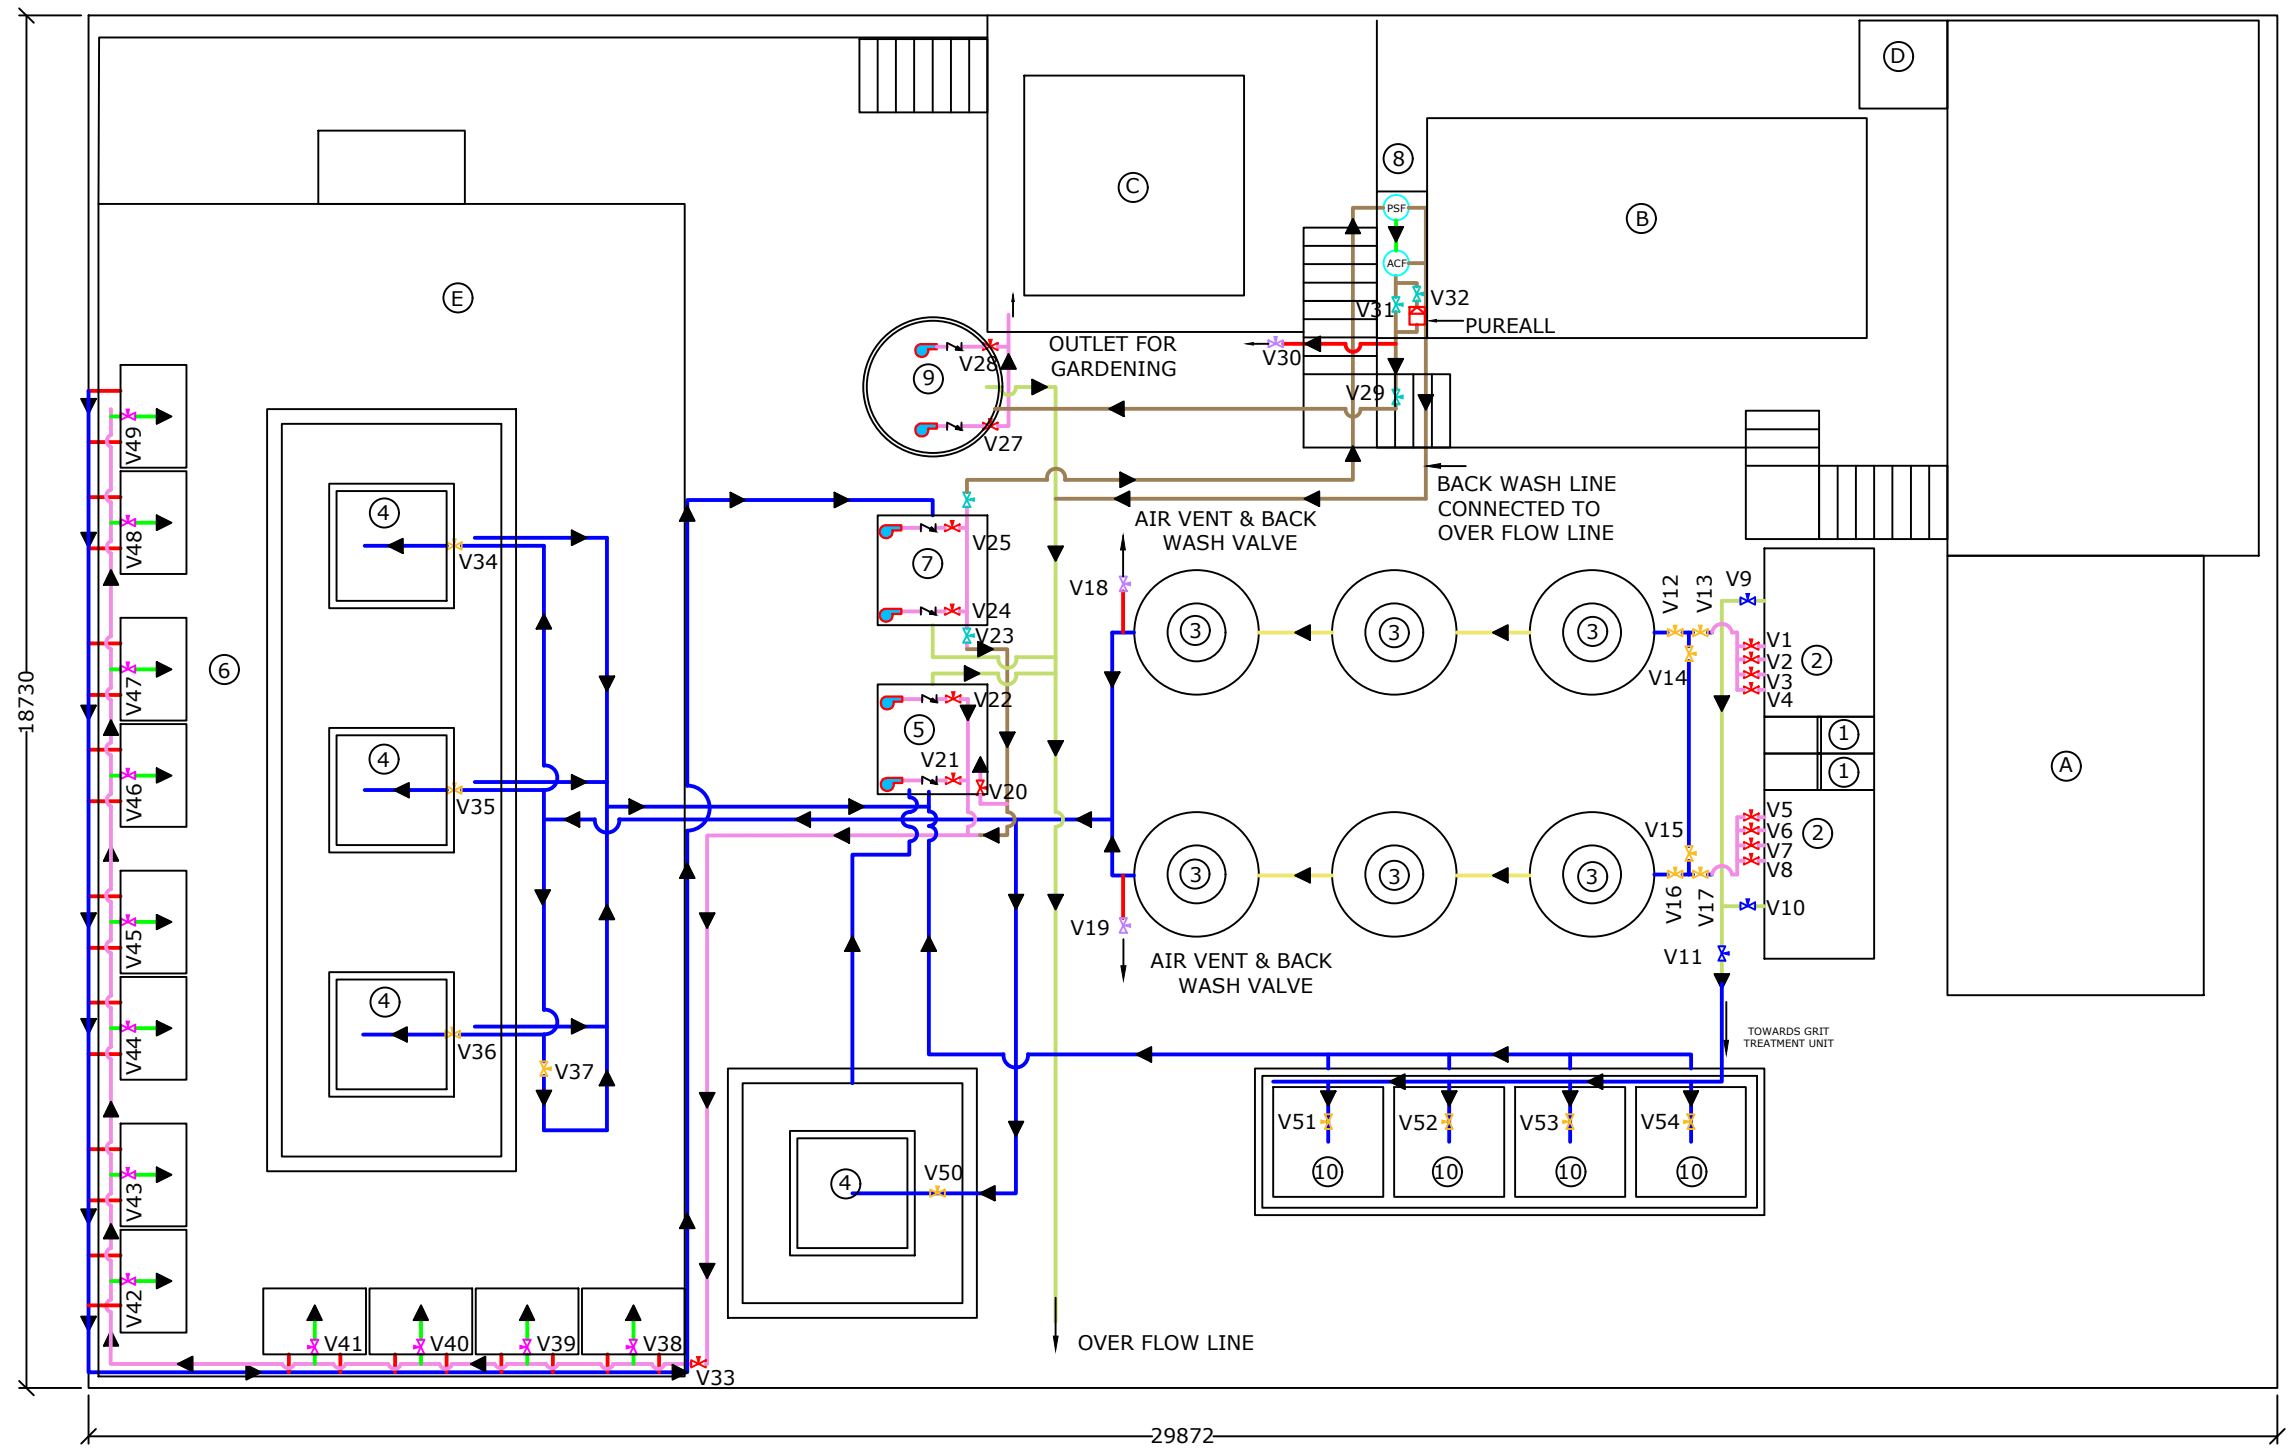 D
8
C
B
PSF
ACF
E
V32
V31
PUREALL
OUTLET FOR
GARDENING
V30
V28
9
V29
V27
V49
BACK WASH LINE
CONNECTED TO
OVER FLOW LINE
AIR VENT & BACK
WASH VALVE
4
V34
V48
V25
7
V24
V23
V18
3
3
3
V12
V13
V9
V1
V2
V3
V4
2
V14
6
V47
18730
V22
5
V21
V20
4
V35
V46
1
1
A
V5
V6
V7
V8
2
V15
3
3
3
V16
V17
V10
V19
V11
AIR VENT & BACK
WASH VALVE
V45
4
V36
V44
V37
TOWARDS GRIT
TREATMENT UNIT
V51
V52
V53
V54
10
10
10
10
V50
4
V43
V42
V41
V40
V39
V38
V33
OVER FLOW LINE
29872